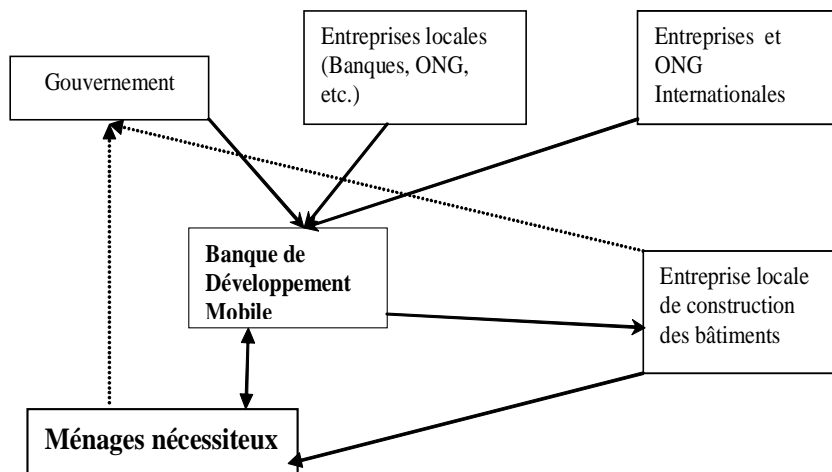 Gouvernement
Entreprises locales
(Banques, ONG,
etc.)
Entreprises et
ONG
Internationales
Banque de
Développement
Mobile
Entreprise locale
de construction
des bâtiments
Ménages nécessiteux